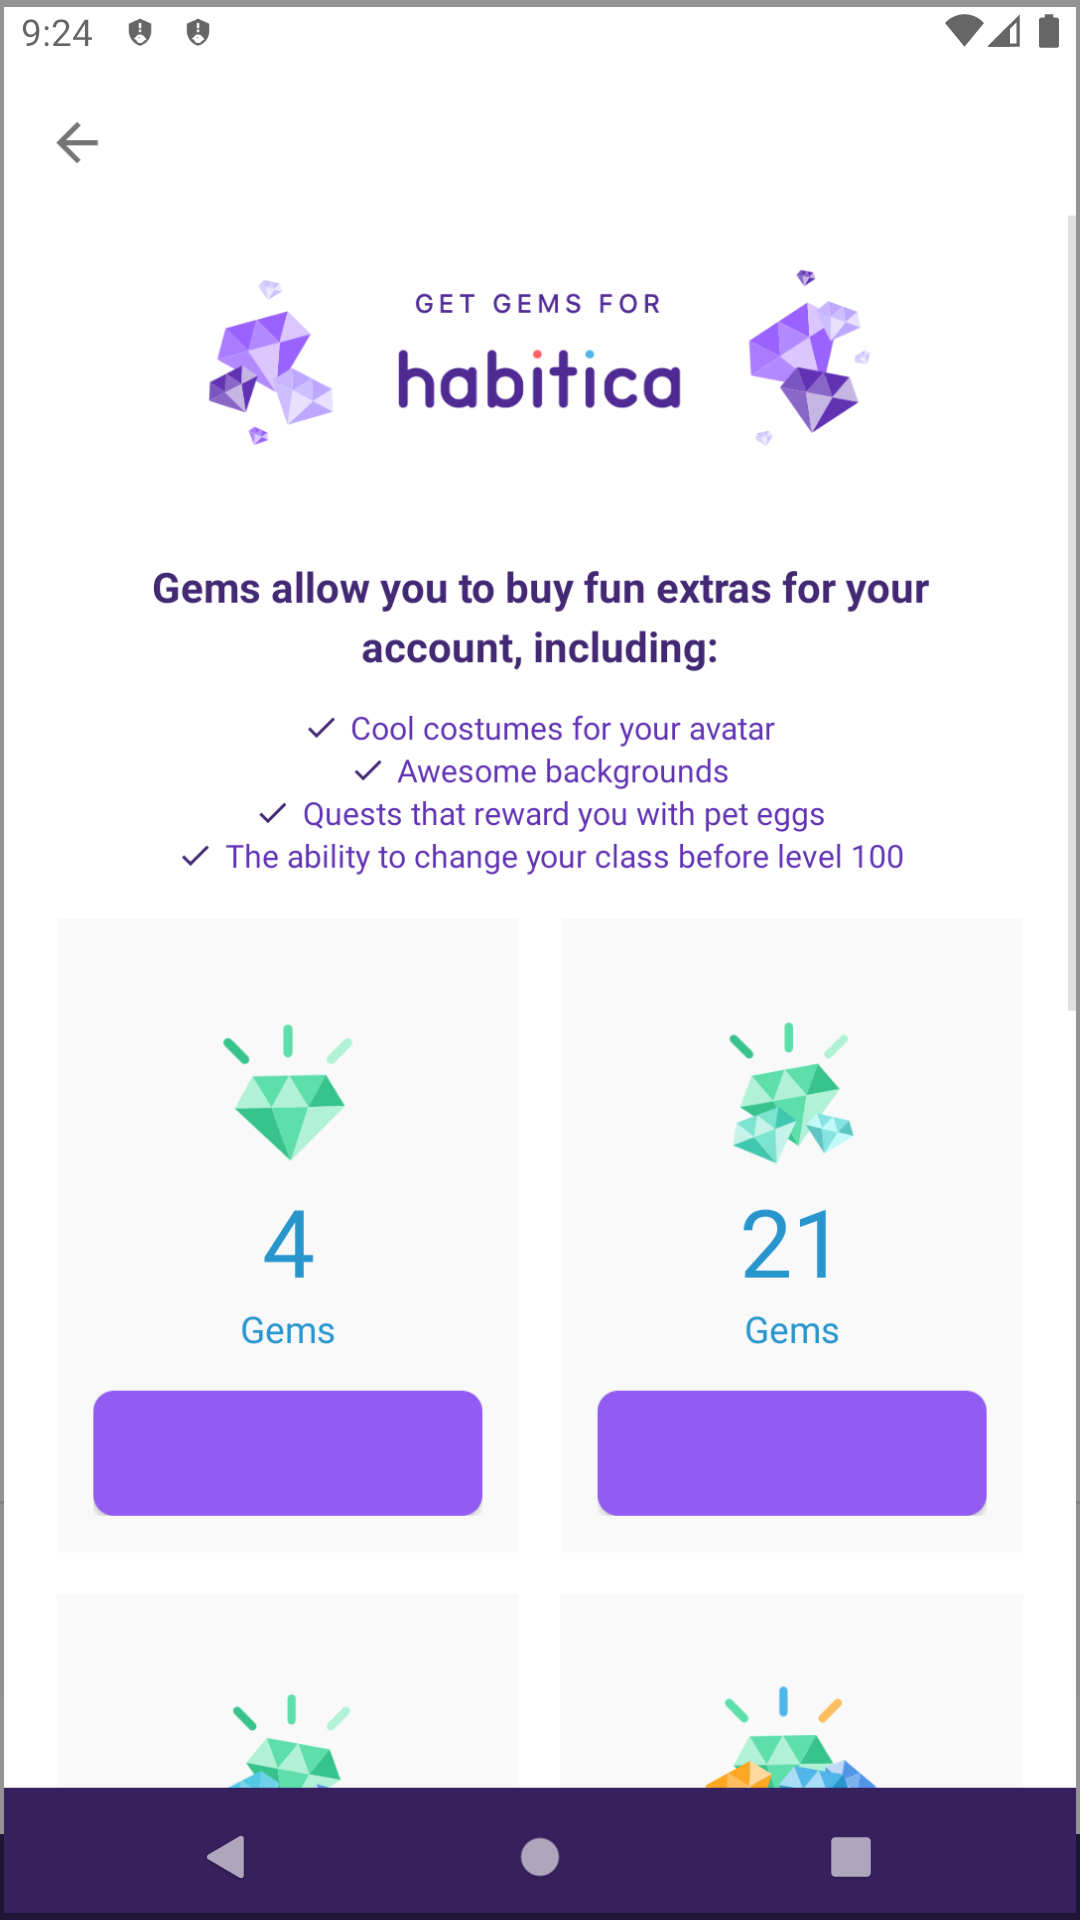 9:24
GET GEMS FOR
habitica
Gems allow you to buy fun extras for your
account, including:
Cool costumes for your avatar
Awesome backgrounds
Quests that reward you with pet eggs
The ability to change your class before level 100
4
21
Gems
Gems